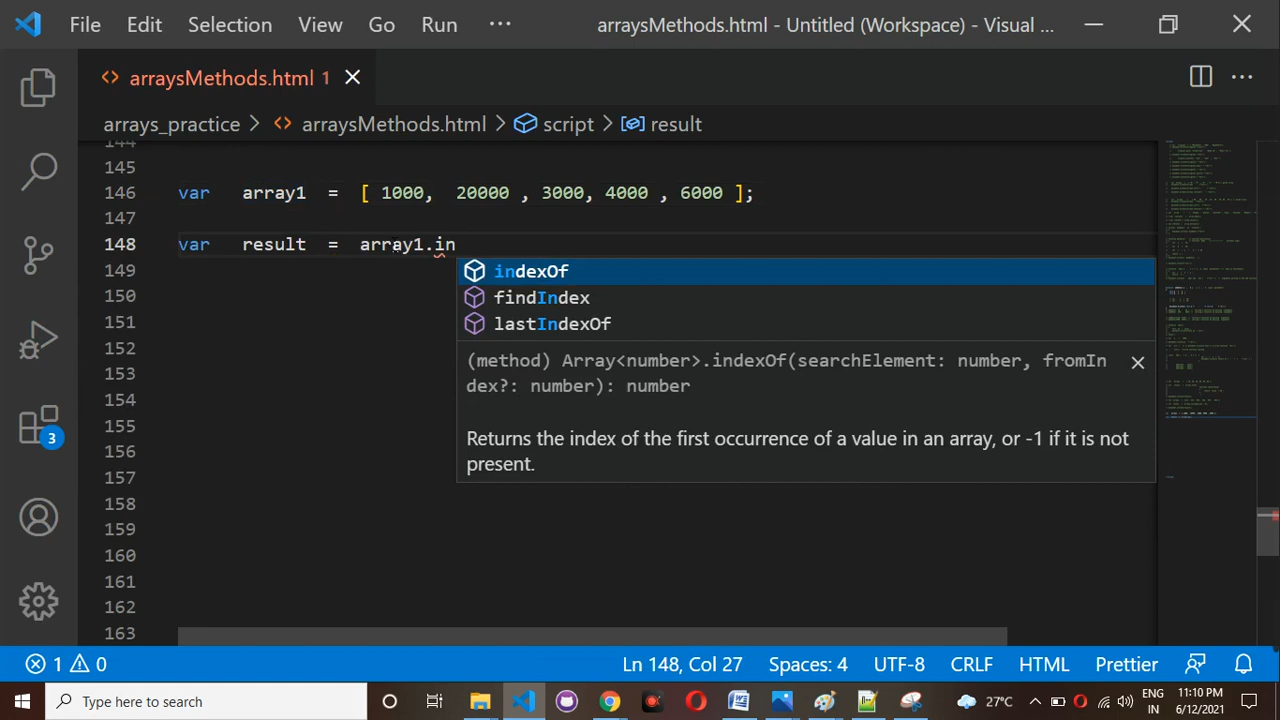 File Edit Selection View Go Run ··· arraysMethods.html - Untitled (Workspace) - Visual ...
arraysMethods.html 1
arrays_practice > arraysMethods.html > script > result
144
145
146 var array1 = [ 1000, 20000 , 3000, 4000 , 6000 ];
147
148 var result = array1.in
149 indexOf
150 findIndex
151 lastIndexOf
152
(method) Array<number>.indexOf(searchElement: number, fromIn
153
dex?: number): number
154
155
Returns the index of the first occurrence of a value in an array, or -1 if it is not
156
present.
157
158
159
160
161
162
163
3
1 0 Ln 148, Col 27 Spaces: 4 UTF-8 CRLF HTML Prettier
Type here to search 27°C ENG 11:10 PM
IN 6/12/2021